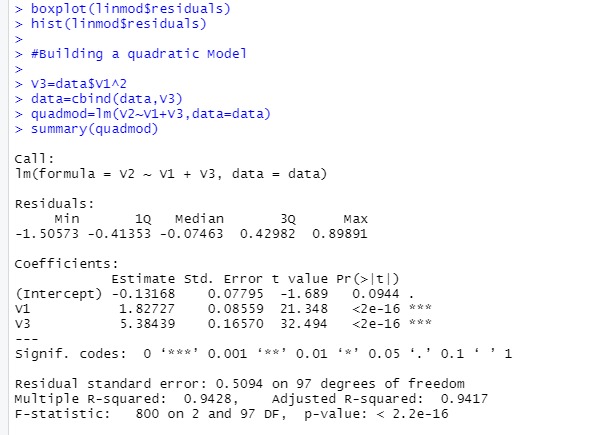 > boxplot(linmod$residuals)
> hist(linmod$residuals)
>
> #Building a quadratic Model
>
> V3=data$V1^2
> data=cbind(data,V3)
> quadmod=lm(V2~V1+V3,data=data)
> summary(quadmod)
Call:
lm(formula = V2 ~ V1 + V3, data = data)
Residuals:
     Min       1Q   Median       3Q      Max
-1.50573 -0.41353 -0.07463  0.42982  0.89891
Coefficients:
            Estimate Std. Error t value Pr(>|t|)
(Intercept) -0.13168    0.07795  -1.689   0.0944 .
V1           1.82727    0.08559  21.348   <2e-16 ***
V3           5.38439    0.16570  32.494   <2e-16 ***
---
Signif. codes:  0 ‘***’ 0.001 ‘**’ 0.01 ‘*’ 0.05 ‘.’ 0.1 ‘ ’ 1
Residual standard error: 0.5094 on 97 degrees of freedom
Multiple R-squared:  0.9428,    Adjusted R-squared:  0.9417
F-statistic:   800 on 2 and 97 DF,  p-value: < 2.2e-16